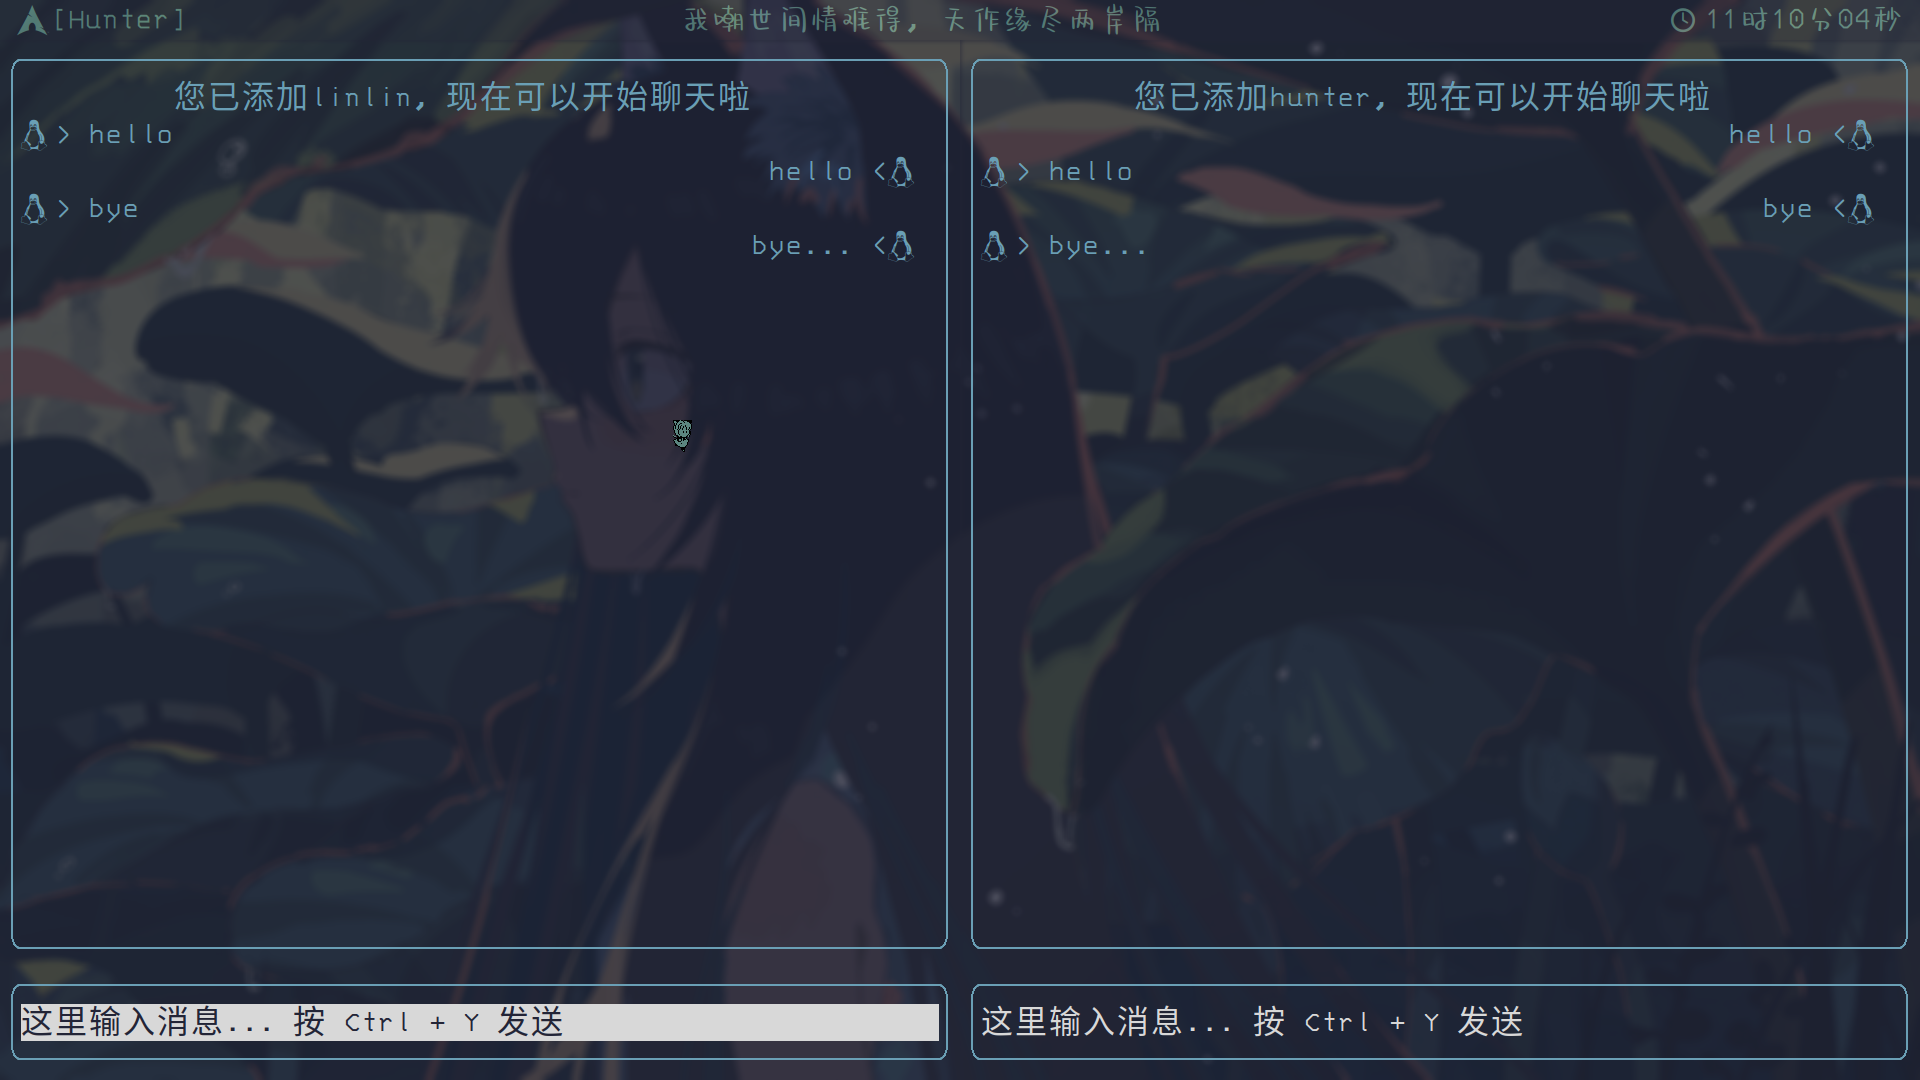 [Hunter]
我嘲世间情难得, 天作缘尽两岸隔
11时10分04秒
您已添加linlin, 现在可以开始聊天啦
> hello
hello <
> bye
bye... <
这里输入消息... 按 Ctrl + Y 发送
您已添加hunter, 现在可以开始聊天啦
hello <
> hello
bye <
> bye...
这里输入消息... 按 Ctrl + Y 发送